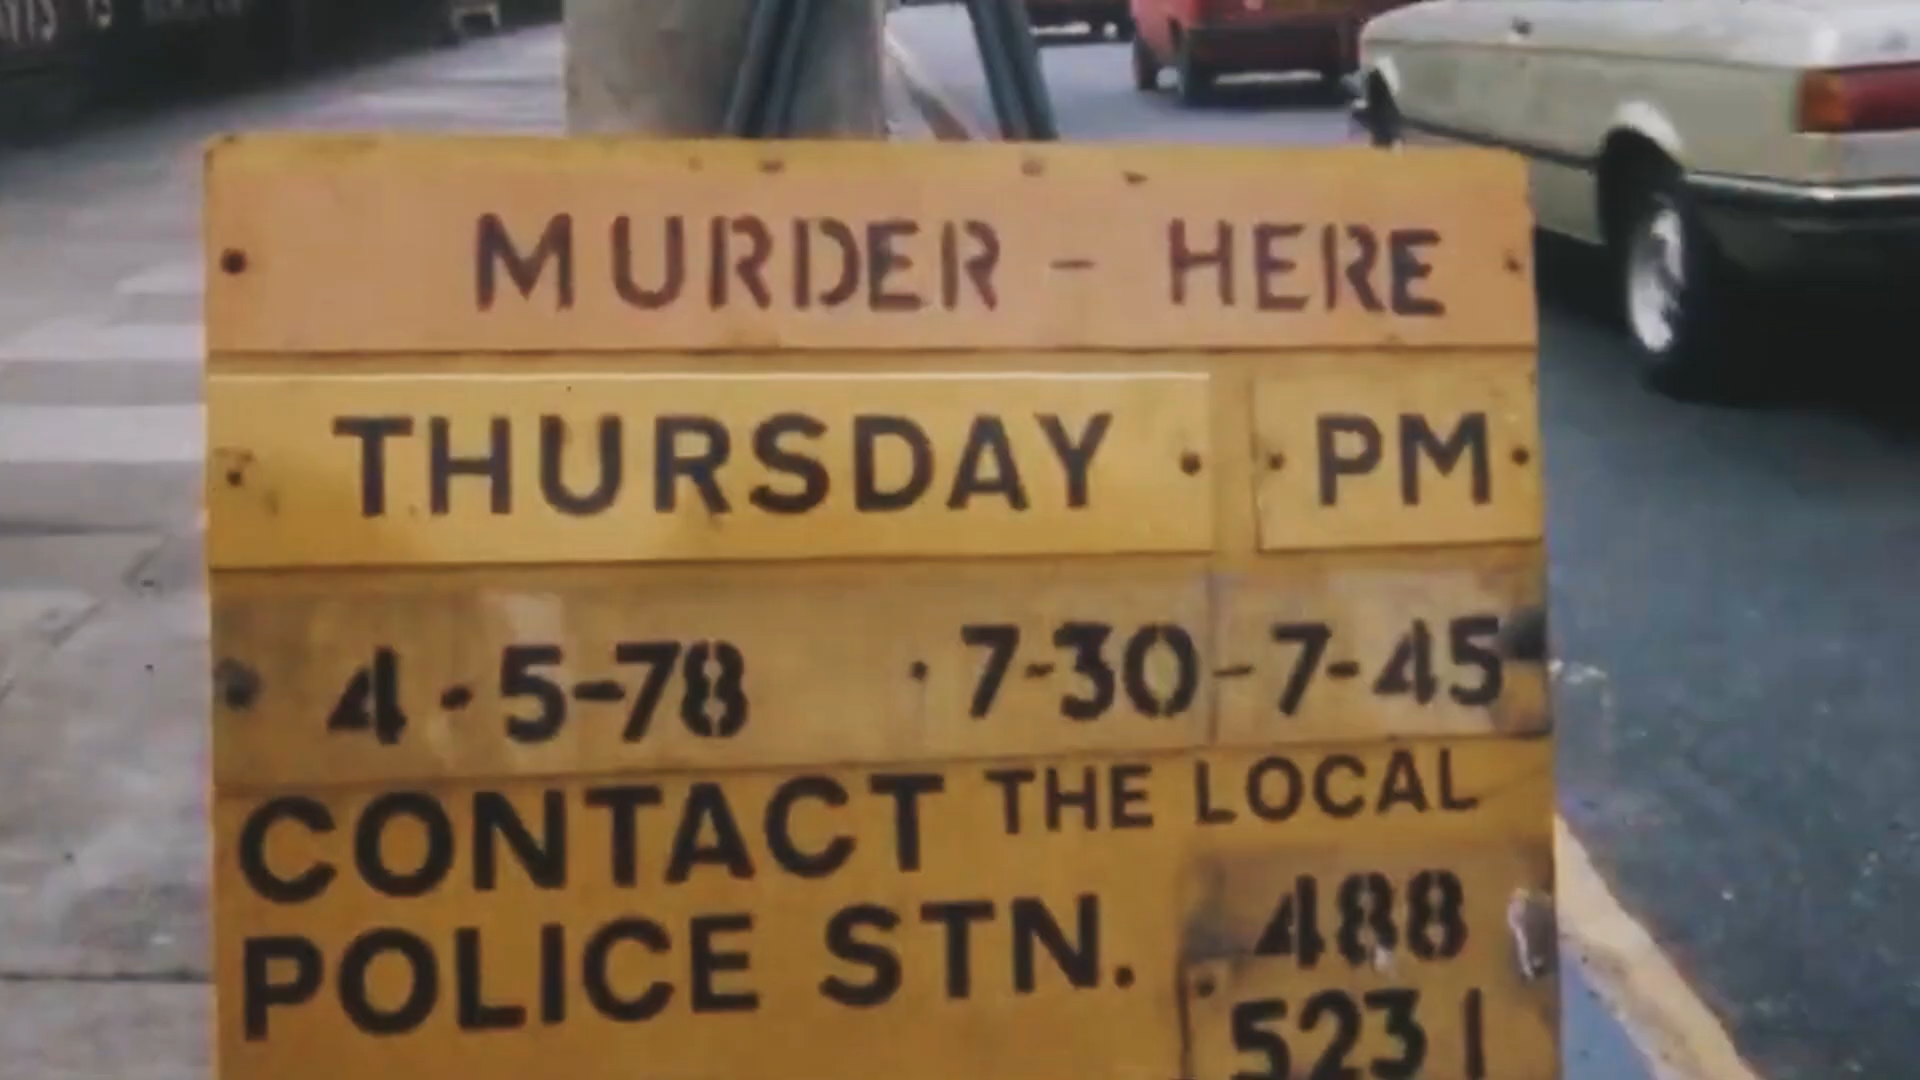 MURDER - HERE
THURSDAY PM
4-5-78 7-30-7-45
CONTACT THE LOCAL
POLICE STN. 488
5231